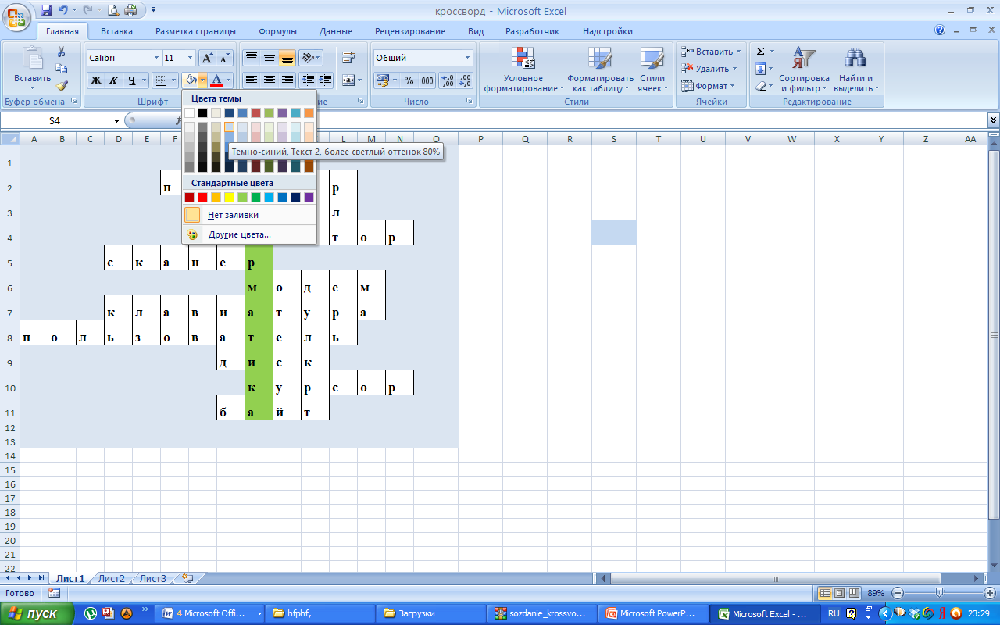 кроссворд - Microsoft Excel
Главная Вставка Разметка страницы Формулы Данные Рецензирование Вид Разработчик Надстройки
Вставить
Буфер обмена
Calibri 11
Ж К Ч А
Шрифт
Общий
% 000
Число
Условное форматирование
Форматировать как таблицу
Стили ячеек
Стили
Вставить
Удалить
Формат
Ячейки
Σ
Сортировка и фильтр
Найти и выделить
Редактирование
S4
Цвета темы
Темно-синий, Текст 2, более светлый оттенок 80%
Стандартные цвета
Нет заливки
Другие цвета...
A B C D E F L M N O P Q R S T U V W X Y Z AA
1
2 п р
3 л
4 т о р
5 с к а н е р
6 м о д е м
7 к л а в и а т у р а
8 п о л ь з о в а т е л ь
9 д и с к
10 к у р с о р
11 б а й т
12
13
14
15
16
17
18
19
20
21
22
Лист1 Лист2 Лист3
Готово 89%
пуск
4 Microsoft Offi...
hfphf,
Загрузки
sozdanie_krossvo...
Microsoft PowerP...
Microsoft Excel - ...
RU
23:29